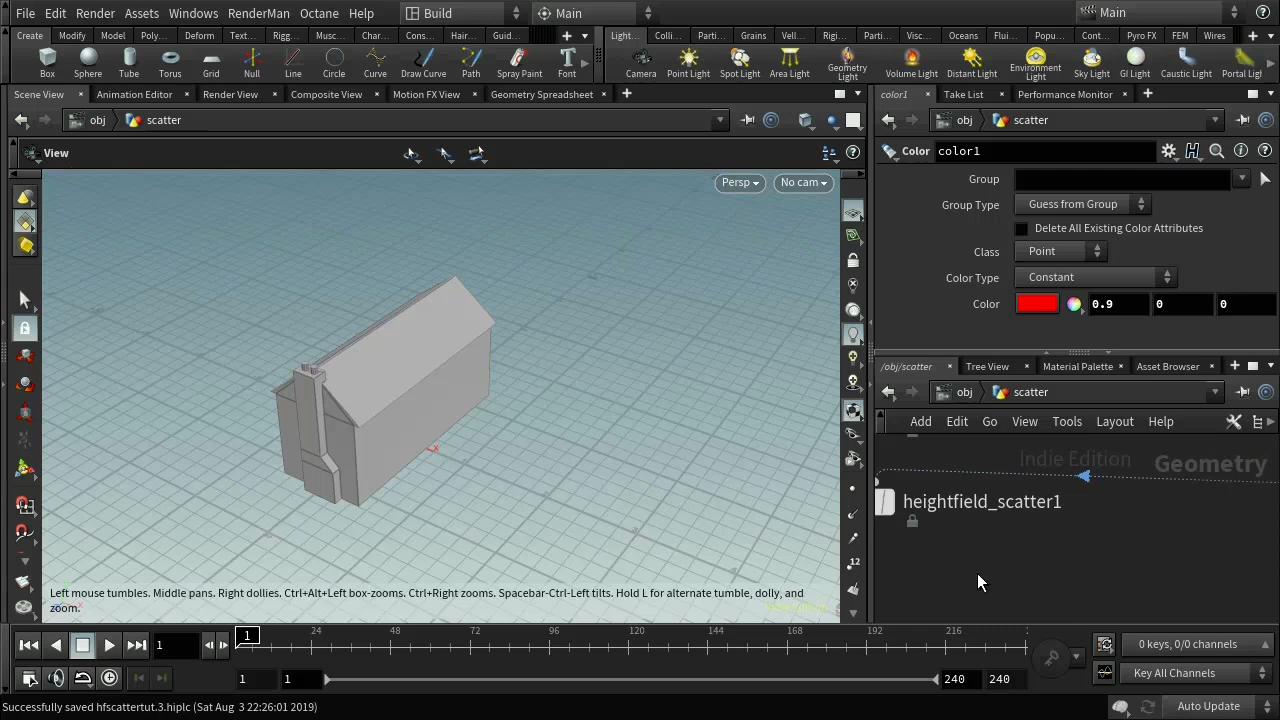 File Edit Render Assets Windows RenderMan Octane Help Build Main Main
Create Modify Model Poly... Deform Text... Rigg... Musc... Char... Cons... Hair... Guid... Light... Colli... Parti... Grains Vell... Rigi... Parti... Visc... Oceans Flui... Popu... Cont... Pyro FX FEM Wires
Box Sphere Tube Torus Grid Null Line Circle Curve Draw Curve Path Spray Paint Font Camera Point Light Spot Light Area Light Geometry Light Volume Light Distant Light Environment Light Sky Light GI Light Caustic Light Portal Ligl
Scene View Animation Editor Render View Composite View Motion FX View Geometry Spreadsheet
obj scatter
View
Persp No cam
x
12
Left mouse tumbles. Middle pans. Right dollies. Ctrl+Alt+Left box-zooms. Ctrl+Right zooms. Spacebar-Ctrl-Left tilts. Hold L for alternate tumble, dolly, and
zoom.
color1 Take List Performance Monitor
obj scatter
Color color1
Group
Group Type Guess from Group
Delete All Existing Color Attributes
Class Point
Color Type Constant
Color 0.9 0 0
/obj/scatter Tree View Material Palette Asset Browser
obj scatter
Add Edit Go View Tools Layout Help
Indie Edition Geometry
heightfield_scatter1
1 1 24 48 72 96 120 144 168 192 216 0 keys, 0/0 channels
1 1 240 240 Key All Channels
Successfully saved hfscattertut.3.hiplc (Sat Aug 3 22:26:01 2019) Auto Update